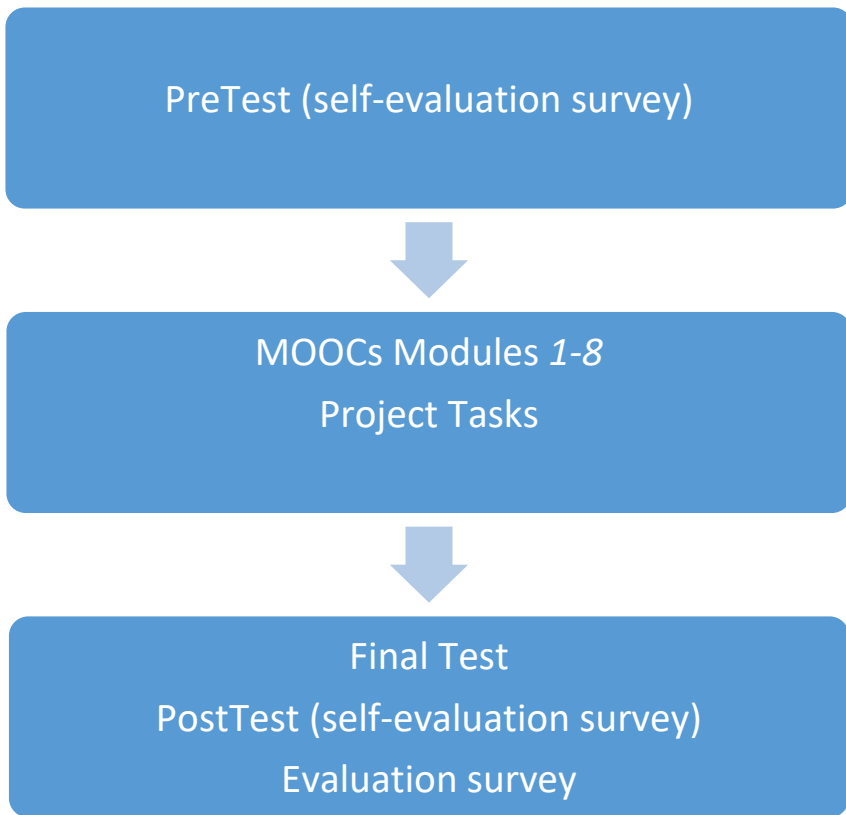 PreTest (self-evaluation survey)
MOOCs Modules 1-8
Project Tasks
Final Test
PostTest (self-evaluation survey)
Evaluation survey